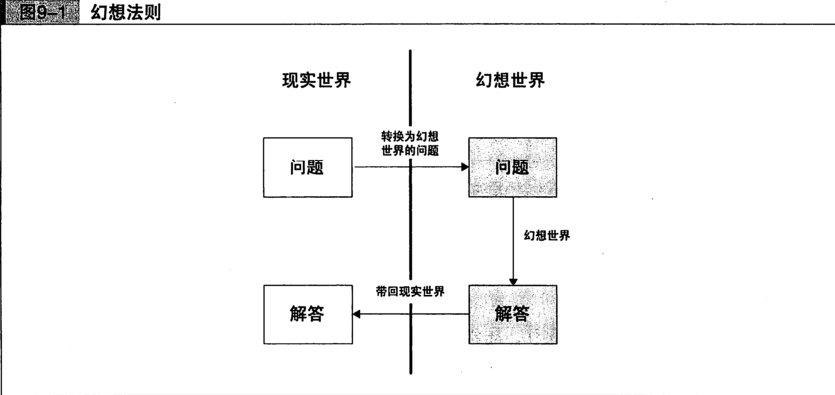 图9-1 幻想法则
现实世界
幻想世界
转换为幻想
世界的问题
问题
问题
幻想世界
带回现实世界
解答
解答